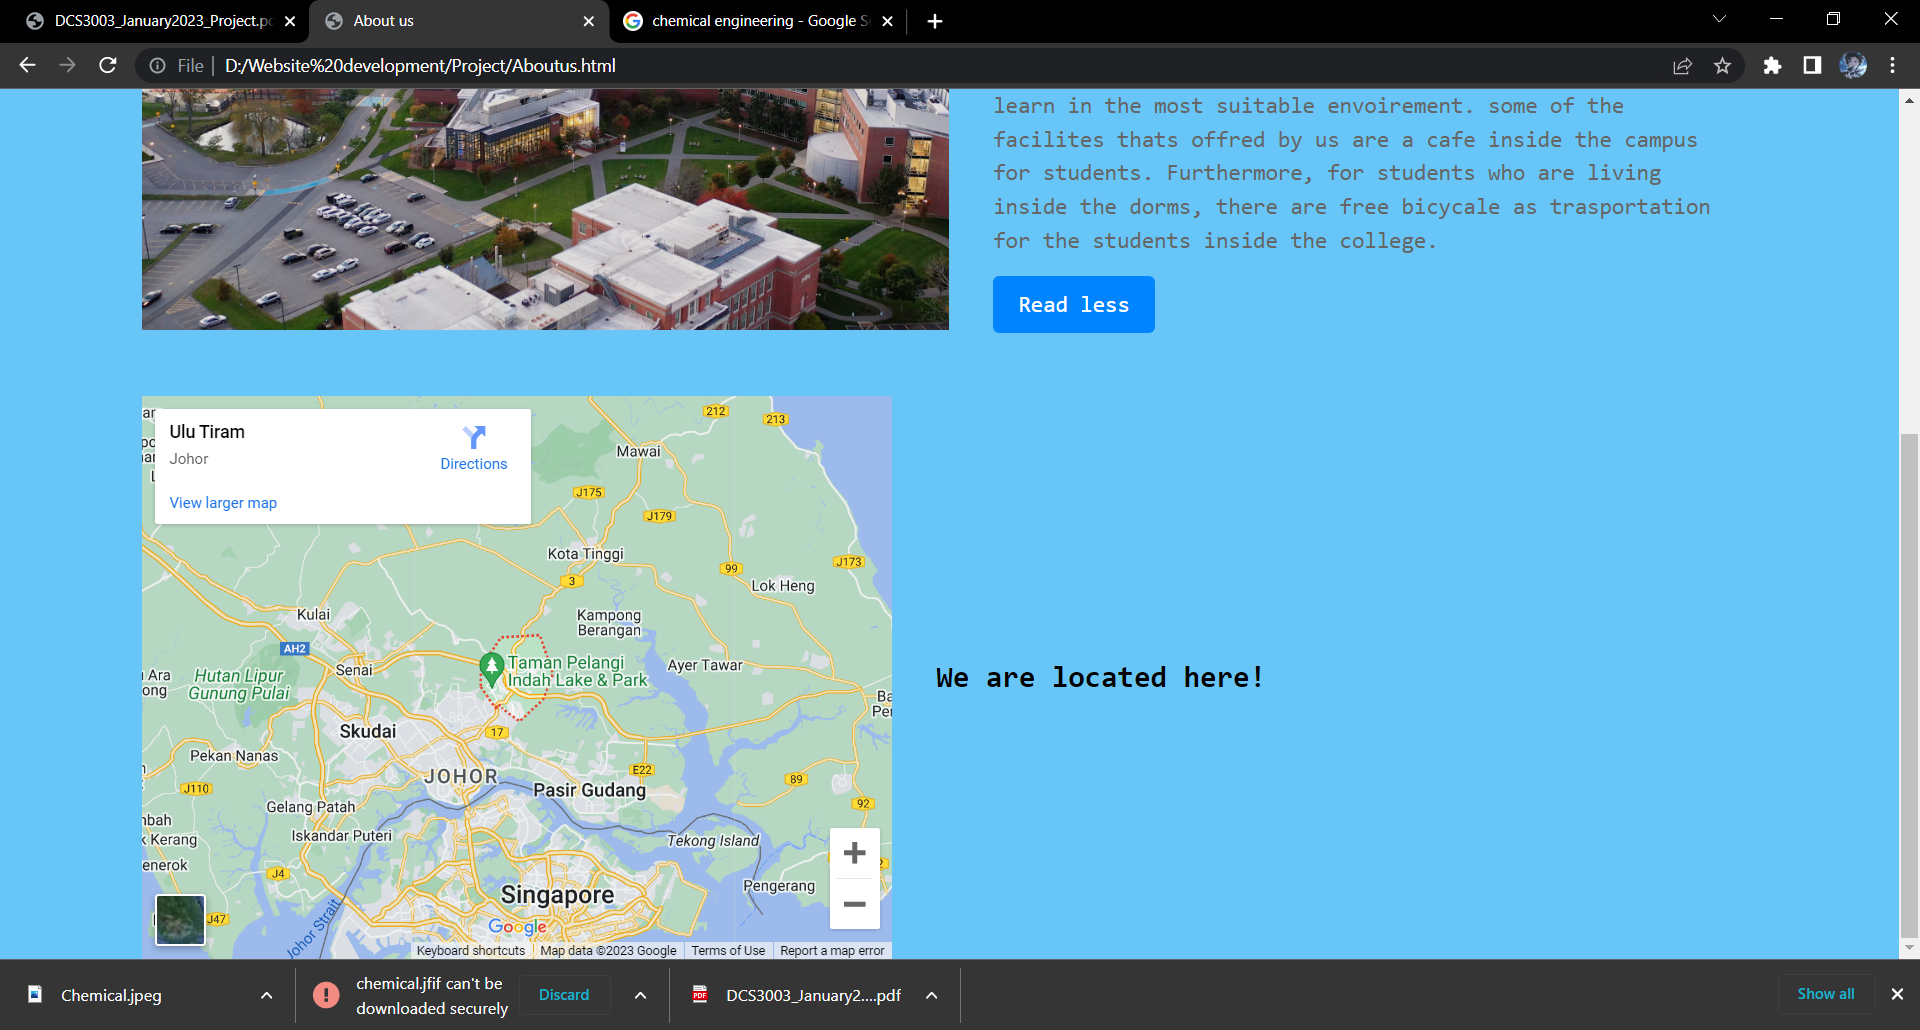 DCS3003_January2023_Project.p
About us
chemical engineering - Google S
File
D:/Website%20development/Project/Aboutus.html
learn in the most suitable envoirement. some of the
facilites thats offred by us are a cafe inside the campus
for students. Furthermore, for students who are living
inside the dorms, there are free bicycale as trasportation
for the students inside the college.
Read less
Ulu Tiram
Johor
Directions
View larger map
212
213
Mawai
J175
J179
Kota Tinggi
J173
99
3
Lok Heng
Kulai
Kampong
Berangan
AH2
Senai
Taman Pelangi
Indah Lake & Park
Ayer Tawar
Ara
ong
Hutan Lipur
Gunung Pulai
Ba
Per
We are located here!
Skudai
17
Pekan Nanas
JOHOR
E22
89
J110
Pasir Gudang
Gelang Patah
92
mbah
Kerang
Iskandar Puteri
Tekong Island
enerok
J4
Singapore
Pengerang
J47
Johor Strait
Google
Keyboard shortcuts
Map data ©2023 Google
Terms of Use
Report a map error
Chemical.jpeg
chemical.jfif can't be
downloaded securely
Discard
PDF
DCS3003_January2....pdf
Show all